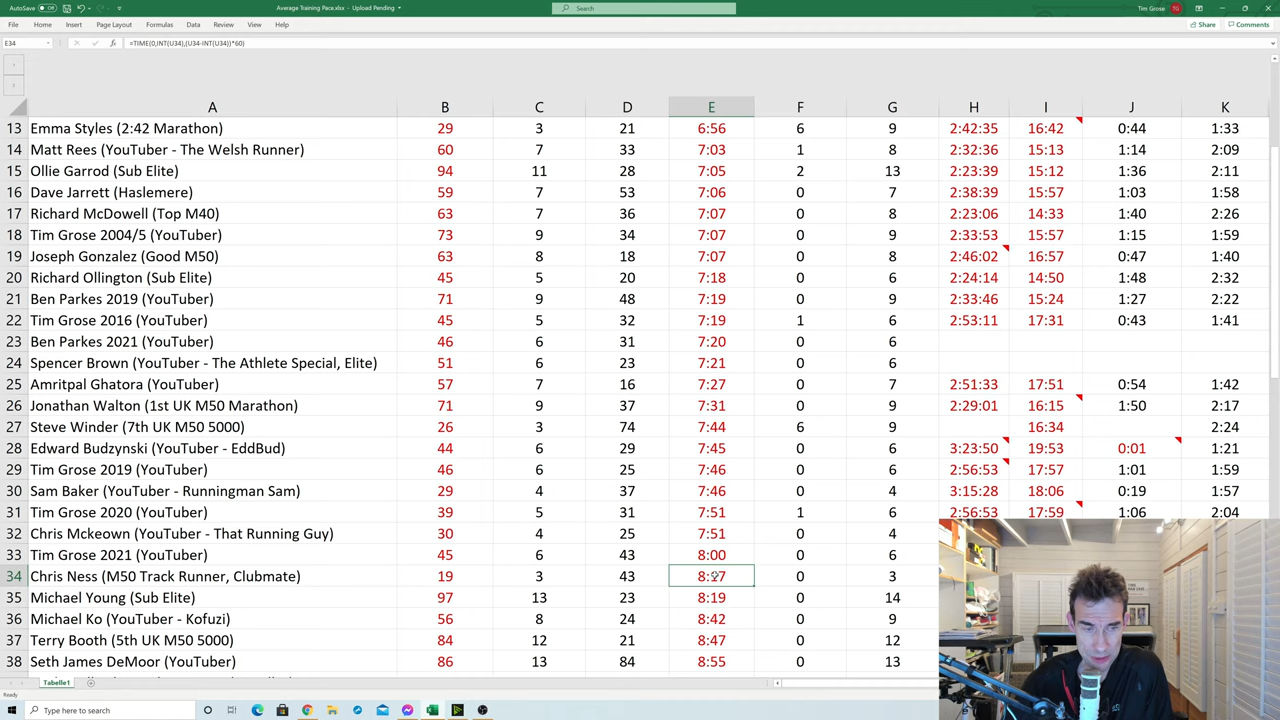 AutoSave Off Average Training Pace.xlsx - Upload Pending Search Tim Grose TG
File Home Insert Page Layout Formulas Data Review View Help Share Comments
E34 =TIME(0,INT(U34),(U34-INT(U34))*60)
1
2
A B C D E F G H I J K
13 Emma Styles (2:42 Marathon) 29 3 21 6:56 6 9 2:42:35 16:42 0:44 1:33
14 Matt Rees (YouTuber - The Welsh Runner) 60 7 33 7:03 1 8 2:32:36 15:13 1:14 2:09
15 Ollie Garrod (Sub Elite) 94 11 28 7:05 2 13 2:23:39 15:12 1:36 2:11
16 Dave Jarrett (Haslemere) 59 7 53 7:06 0 7 2:38:39 15:57 1:03 1:58
17 Richard McDowell (Top M40) 63 7 36 7:07 0 8 2:23:06 14:33 1:40 2:26
18 Tim Grose 2004/5 (YouTuber) 73 9 34 7:07 0 9 2:33:53 15:57 1:15 1:59
19 Joseph Gonzalez (Good M50) 63 8 18 7:07 0 8 2:46:02 16:57 0:47 1:40
20 Richard Ollington (Sub Elite) 45 5 20 7:18 0 5 2:24:14 14:50 1:48 2:32
21 Ben Parkes 2019 (YouTuber) 71 9 48 7:19 0 9 2:33:46 15:24 1:27 2:22
22 Tim Grose 2016 (YouTuber) 45 5 32 7:19 1 6 2:53:11 17:31 0:43 1:41
23 Ben Parkes 2021 (YouTuber) 46 6 31 7:20 0 6
24 Spencer Brown (YouTuber - The Athlete Special, Elite) 51 6 23 7:21 0 6
25 Amritpal Ghatora (YouTuber) 57 7 16 7:27 0 7 2:51:33 17:51 0:54 1:42
26 Jonathan Walton (1st UK M50 Marathon) 71 9 37 7:31 0 9 2:29:01 16:15 1:50 2:17
27 Steve Winder (7th UK M50 5000) 26 3 74 7:44 6 9 16:34 2:24
28 Edward Budzynski (YouTuber - EddBud) 44 6 29 7:45 0 6 3:23:50 19:53 0:01 1:21
29 Tim Grose 2019 (YouTuber) 46 6 25 7:46 0 6 2:56:53 17:57 1:01 1:59
30 Sam Baker (YouTuber - Runningman Sam) 29 4 37 7:46 0 4 3:15:28 18:06 0:19 1:57
31 Tim Grose 2020 (YouTuber) 39 5 31 7:51 1 6 2:56:53 17:59 1:06 2:04
32 Chris Mckeown (YouTuber - That Running Guy) 30 4 25 7:51 0 4
33 Tim Grose 2021 (YouTuber) 45 6 43 8:00 0 6
34 Chris Ness (M50 Track Runner, Clubmate) 19 3 43 0 3
35 Michael Young (Sub Elite) 97 13 23 8:19 0 14
36 Michael Ko (YouTuber - Kofuzi) 56 8 24 8:42 0 9
37 Terry Booth (5th UK M50 5000) 84 12 21 8:47 0 12
38 Seth James DeMoor (YouTuber) 86 13 84 8:55 0 13
Tabelle1
Ready
Type here to search